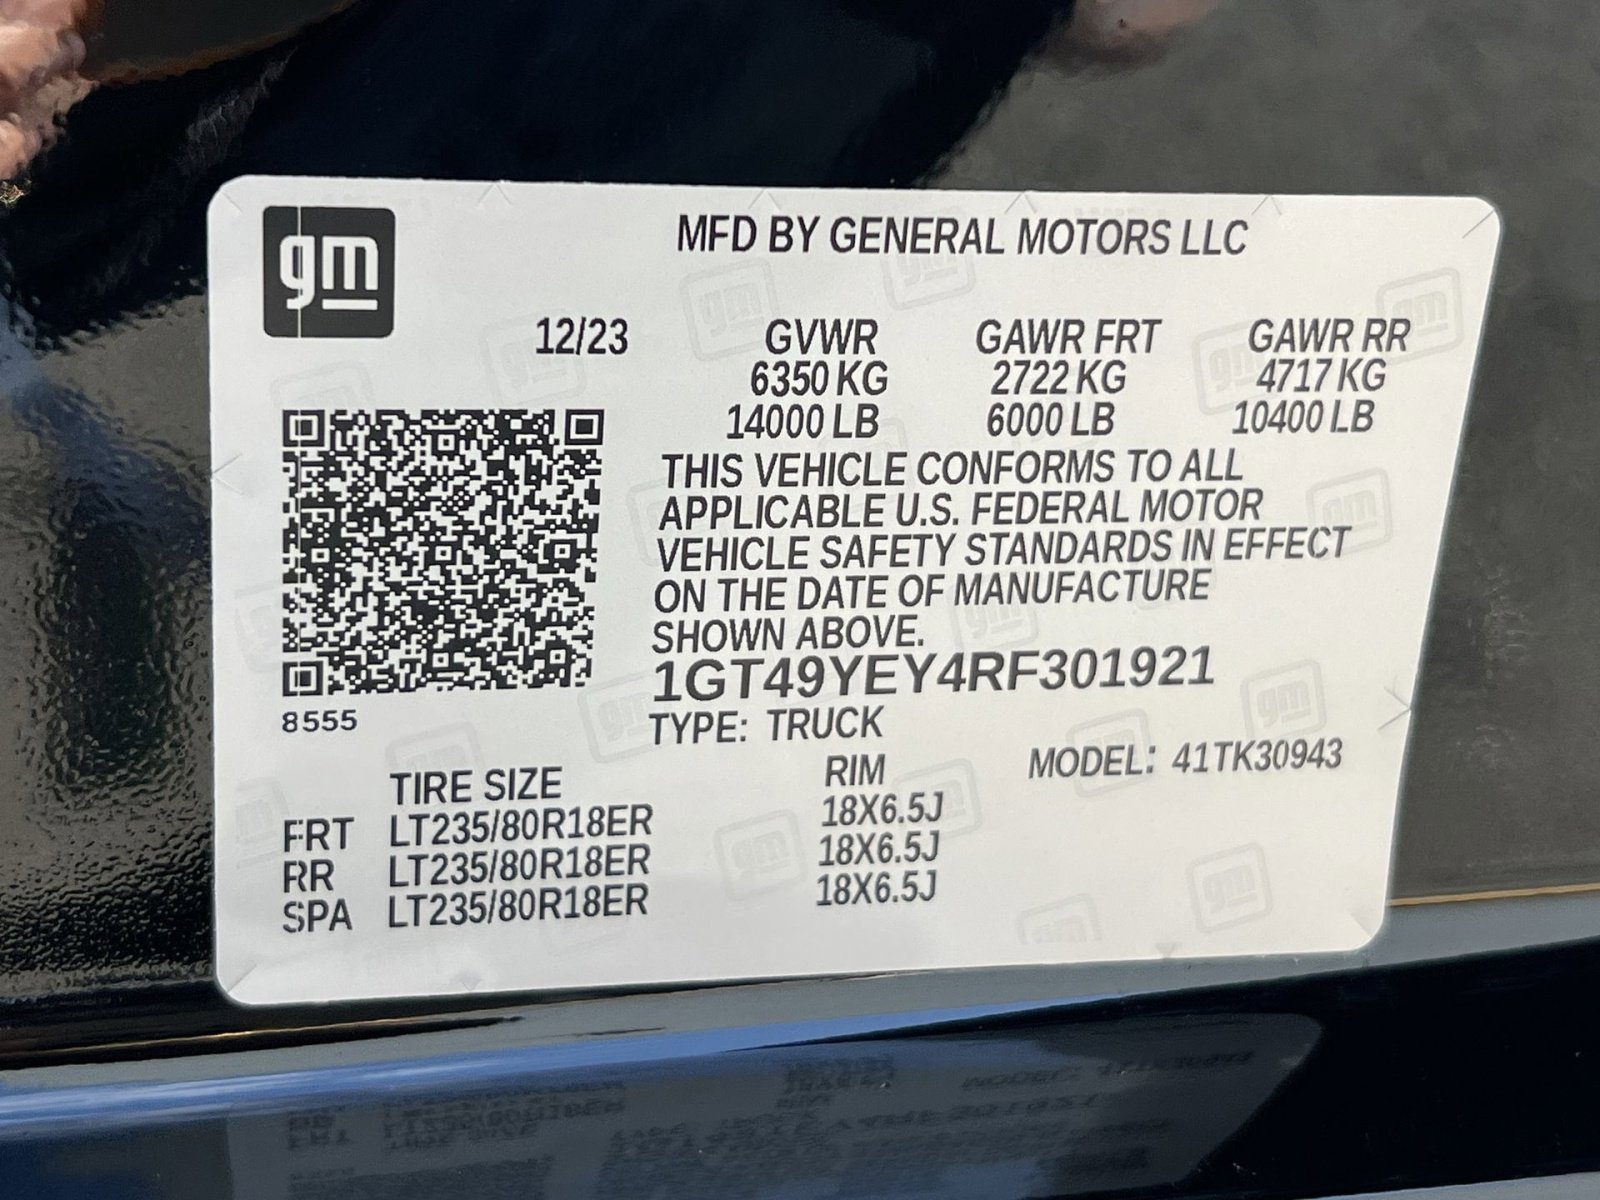 gm
MFD BY GENERAL MOTORS LLC
12/23 GVWR GAWR FRT GAWR RR
6350 KG 2722 KG 4717 KG
14000 LB 6000 LB 10400 LB
THIS VEHICLE CONFORMS TO ALL
APPLICABLE U.S. FEDERAL MOTOR
VEHICLE SAFETY STANDARDS IN EFFECT
ON THE DATE OF MANUFACTURE
SHOWN ABOVE.
1GT49YEY4RF301921
8555
TYPE: TRUCK
MODEL: 41TK30943
TIRE SIZE RIM
FRT LT235/80R18ER 18X6.5J
RR LT235/80R18ER 18X6.5J
SPA LT235/80R18ER 18X6.5J